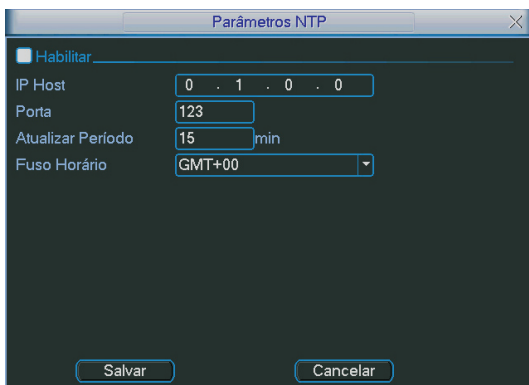 Parâmetros NTP
Habilitar
IP Host 0 . 1 . 0 . 0
Porta 123
Atualizar Período 15 min
Fuso Horário GMT+00
Salvar Cancelar